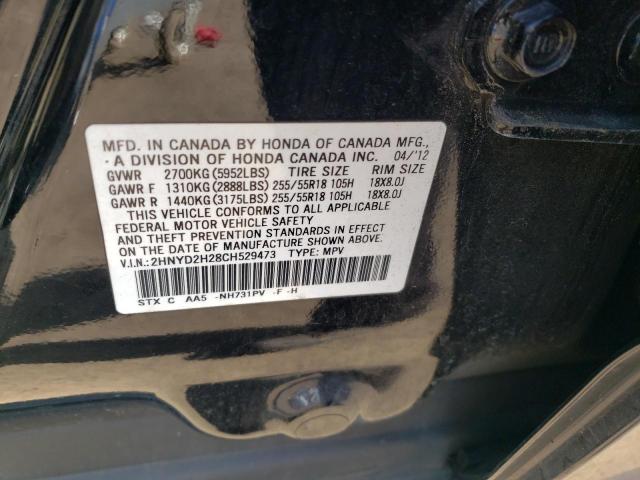 MFD. IN CANADA BY HONDA OF CANADA MFG.,
A DIVISION OF HONDA CANADA INC. 04/'12
GVWR 2700KG (5952LBS) TIRE SIZE RIM SIZE
GAWR F 1310KG (2888LBS) 255/55R18 105H 18X8.0J
GAWR R 1440KG (3175LBS) 255/55R18 105H 18X8.0J
THIS VEHICLE CONFORMS TO ALL APPLICABLE
FEDERAL MOTOR VEHICLE SAFETY
AND THEFT PREVENTION STANDARDS IN EFFECT
ON THE DATE OF MANUFACTURE SHOWN ABOVE.
V.I.N.: 2HNYD2H28CH529473 TYPE: MPV
STX C AA5 -NH731PV -F -H